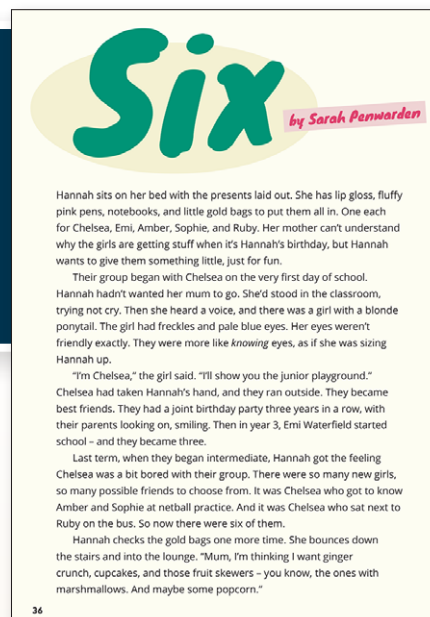 Six
by Sarah Penwarden
Hannah sits on her bed with the presents laid out. She has lip gloss, fluffy
pink pens, notebooks, and little gold bags to put them all in. One each
for Chelsea, Emi, Amber, Sophie, and Ruby. Her mother can't understand
why the girls are getting stuff when it's Hannah's birthday, but Hannah
wants to give them something little, just for fun.
Their group began with Chelsea on the very first day of school.
Hannah hadn't wanted her mum to go. She'd stood in the classroom,
trying not cry. Then she heard a voice, and there was a girl with a blonde
ponytail. The girl had freckles and pale blue eyes. Her eyes weren't
friendly exactly. They were more like knowing eyes, as if she was sizing
Hannah up.
"I'm Chelsea," the girl said. "I'll show you the junior playground."
Chelsea had taken Hannah's hand, and they ran outside. They became
best friends. They had a joint birthday party three years in a row, with
their parents looking on, smiling. Then in year 3, Emi Waterfield started
school – and they became three.
Last term, when they began intermediate, Hannah got the feeling
Chelsea was a bit bored with their group. There were so many new girls,
so many possible friends to choose from. It was Chelsea who got to know
Amber and Sophie at netball practice. And it was Chelsea who sat next to
Ruby on the bus. So now there were six of them.
Hannah checks the gold bags one more time. She bounces down
the stairs and into the lounge. "Mum, I'm thinking I want ginger
crunch, cupcakes, and those fruit skewers – you know, the ones with
marshmallows. And maybe some popcorn."
36